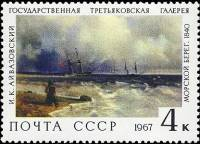 ГОСУДАРСТВЕННАЯ ТРЕТЬЯКОВСКАЯ ГАЛЕРЕЯ
И.К.АЙВАЗОВСКИЙ
МОРСКОЙ БЕРЕГ. 1840
ПОЧТА СССР 1967 4 к